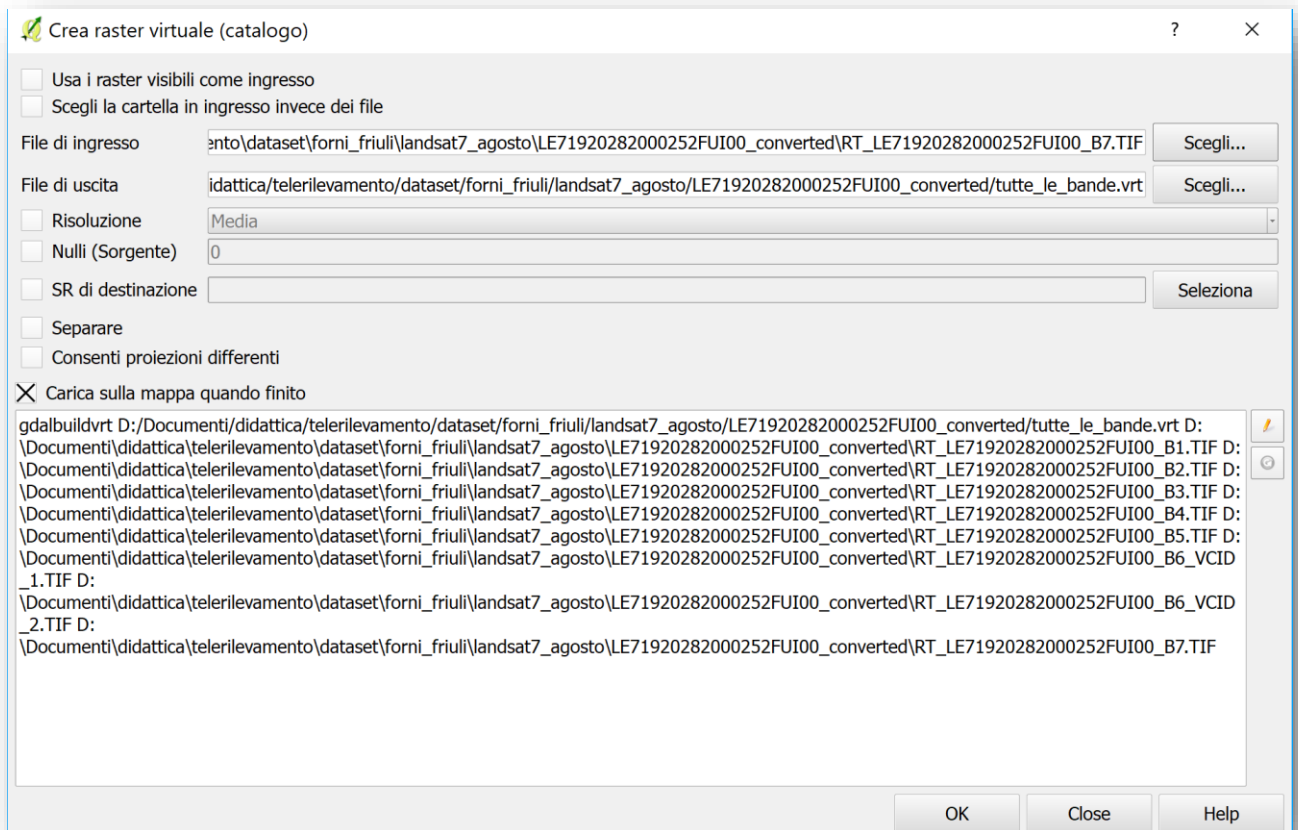 Crea raster virtuale (catalogo) ?
Usa i raster visibili come ingresso
Scegli la cartella in ingresso invece dei file
File di ingresso ento\dataset\forni_friuli\landsat7_agosto\LE71920282000252FUI00_converted\RT_LE71920282000252FUI00_B7.TIF Scegli...
File di uscita idattica/telerilevamento/dataset/forni_friuli/landsat7_agosto/LE71920282000252FUI00_converted/tutte_le_bande.vrt Scegli...
Risoluzione Media
Nulli (Sorgente) 0
SR di destinazione Seleziona
Separare
Consenti proiezioni differenti
Carica sulla mappa quando finito
gdalbuildvrt D:/Documenti/didattica/telerilevamento/dataset/forni_friuli/landsat7_agosto/LE71920282000252FUI00_converted/tutte_le_bande.vrt D:
\Documenti\didattica\telerilevamento\dataset\forni_friuli\landsat7_agosto\LE71920282000252FUI00_converted\RT_LE71920282000252FUI00_B1.TIF D:
\Documenti\didattica\telerilevamento\dataset\forni_friuli\landsat7_agosto\LE71920282000252FUI00_converted\RT_LE71920282000252FUI00_B2.TIF D:
\Documenti\didattica\telerilevamento\dataset\forni_friuli\landsat7_agosto\LE71920282000252FUI00_converted\RT_LE71920282000252FUI00_B3.TIF D:
\Documenti\didattica\telerilevamento\dataset\forni_friuli\landsat7_agosto\LE71920282000252FUI00_converted\RT_LE71920282000252FUI00_B4.TIF D:
\Documenti\didattica\telerilevamento\dataset\forni_friuli\landsat7_agosto\LE71920282000252FUI00_converted\RT_LE71920282000252FUI00_B5.TIF D:
\Documenti\didattica\telerilevamento\dataset\forni_friuli\landsat7_agosto\LE71920282000252FUI00_converted\RT_LE71920282000252FUI00_B6_VCID
_1.TIF D:
\Documenti\didattica\telerilevamento\dataset\forni_friuli\landsat7_agosto\LE71920282000252FUI00_converted\RT_LE71920282000252FUI00_B6_VCID
_2.TIF D:
\Documenti\didattica\telerilevamento\dataset\forni_friuli\landsat7_agosto\LE71920282000252FUI00_converted\RT_LE71920282000252FUI00_B7.TIF
OK Close Help